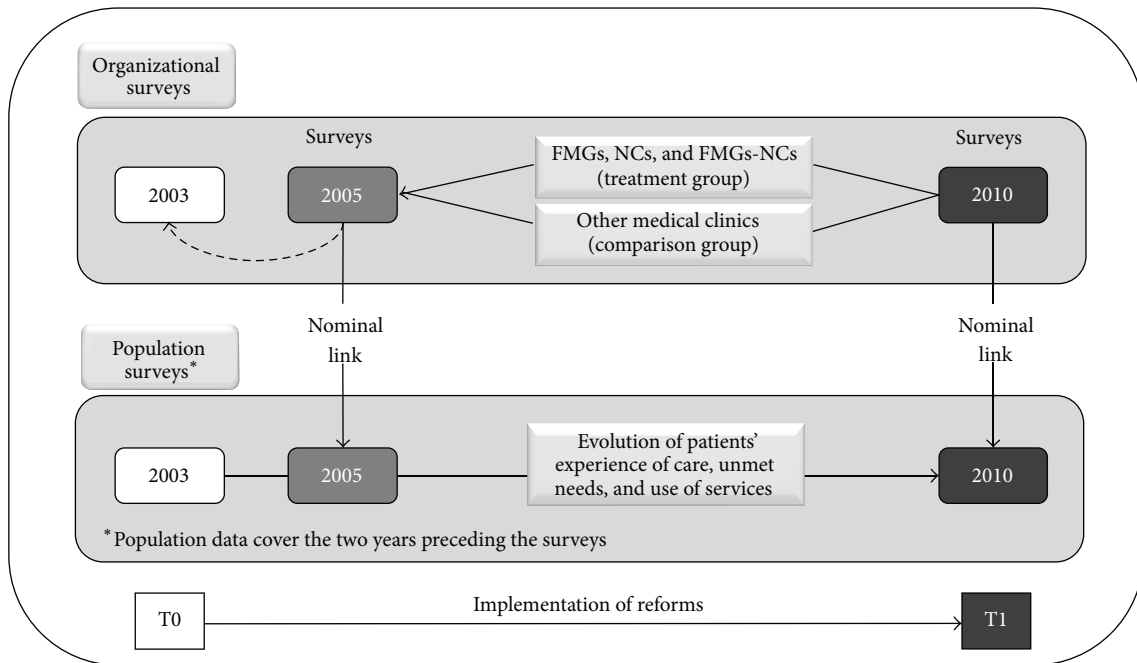 Organizational
surveys
Surveys
Surveys
2003
2005
FMGs, NCs, and FMGs-NCs
(treatment group)
Other medical clinics
(comparison group)
2010
Nominal
link
Nominal
link
Population
surveys*
2003
2005
Evolution of patients’
experience of care, unmet
needs, and use of services
2010
*Population data cover the two years preceding the surveys
T0
Implementation of reforms
T1